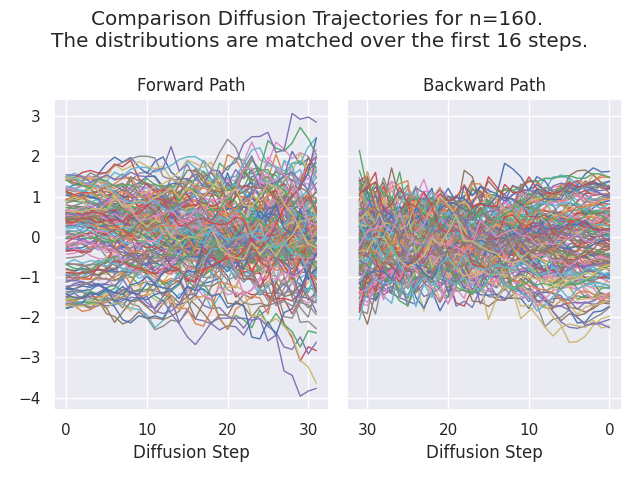 Comparison Diffusion Trajectories for n=160.
The distributions are matched over the first 16 steps.
Forward Path
Backward Path
3
2
1
0
−1
−2
−3
−4
0 10 20 30
30 20 10 0
Diffusion Step
Diffusion Step